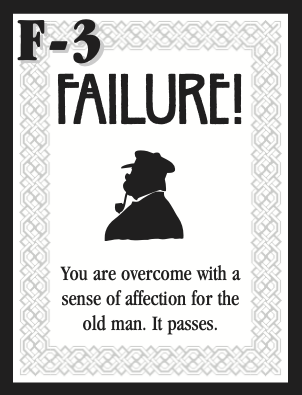 F-3
FAILURE!
You are overcome with a
sense of affection for the
old man. It passes.